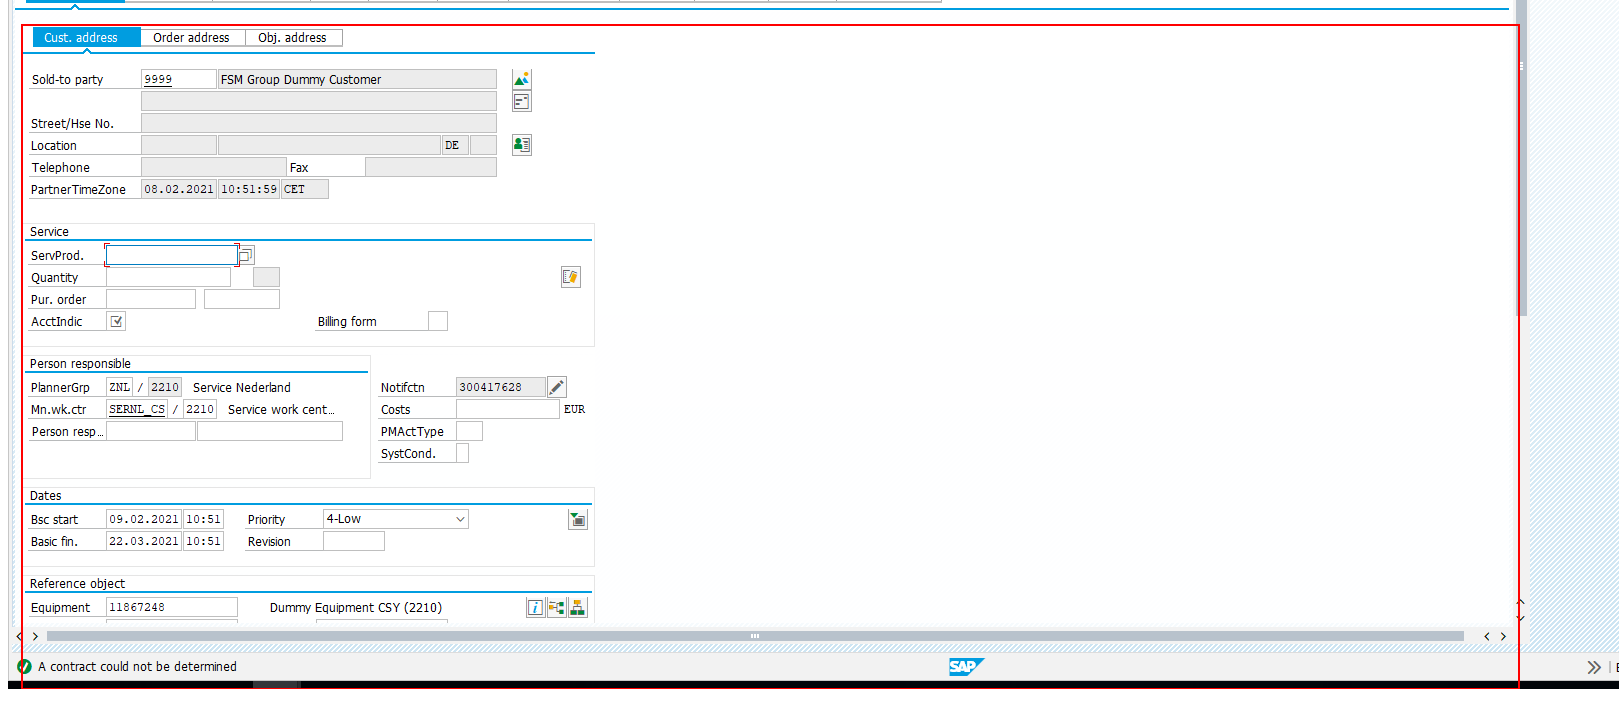 Cust. address Order address Obj. address
Sold-to party 9999 FSM Group Dummy Customer
Street/Hse No.
Location DE
Telephone Fax
PartnerTimeZone 08.02.2021 10:51:59 CET
Service
ServProd.
Quantity
Pur. order
AcctIndic Billing form
Person responsible
PlannerGrp ZNL / 2210 Service Nederland Notifctn 300417628
Mn.wk.ctr SERNL_CS / 2210 Service work cent... Costs EUR
Person resp... PMActType
SystCond.
Dates
Bsc start 09.02.2021 10:51 Priority 4-Low
Basic fin. 22.03.2021 10:51 Revision
Reference object
Equipment 11867248 Dummy Equipment CSY (2210)
A contract could not be determined SAP